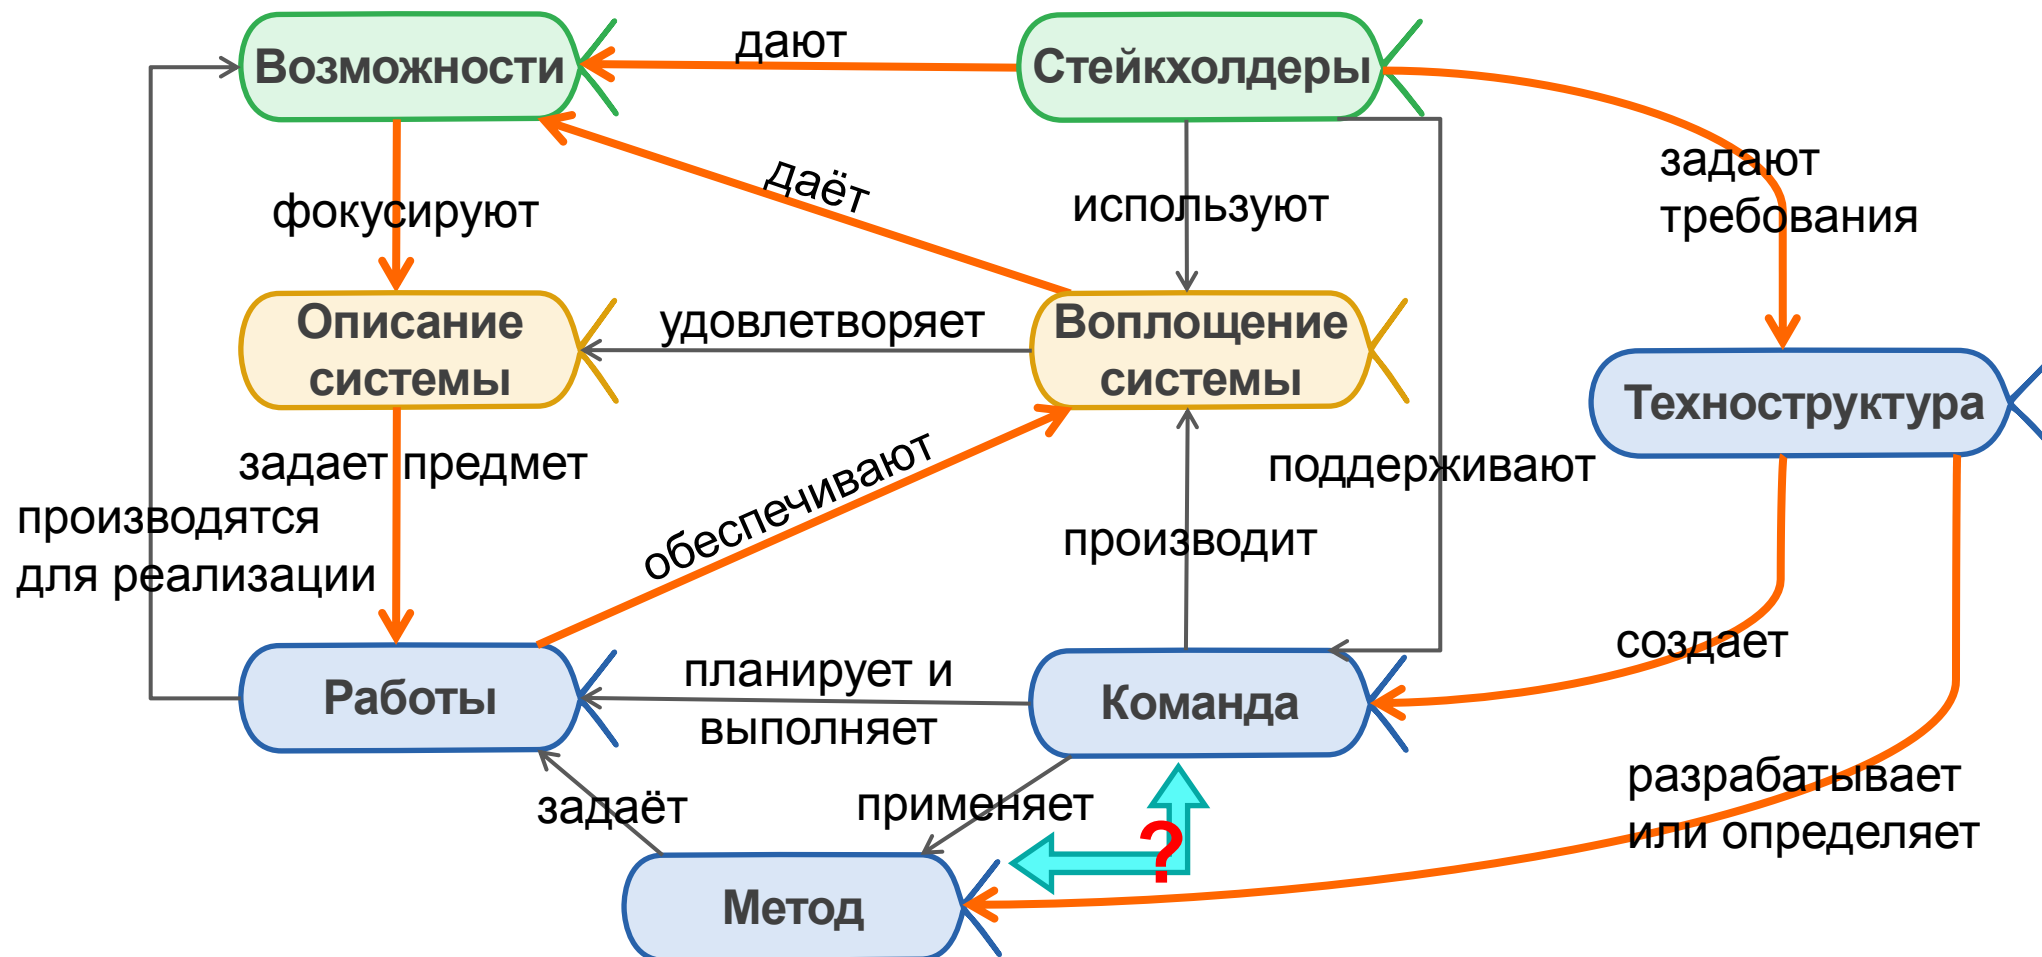 Возможности
дают
Стейкхолдеры
задают
требования
фокусируют
даёт
используют
Описание
системы
удовлетворяет
Воплощение
системы
Техноструктура
задает предмет
обеспечивают
поддерживают
производятся
для реализации
производит
создает
Работы
планирует и
выполняет
Команда
задаёт
применяет
?
разрабатывает
или определяет
Метод